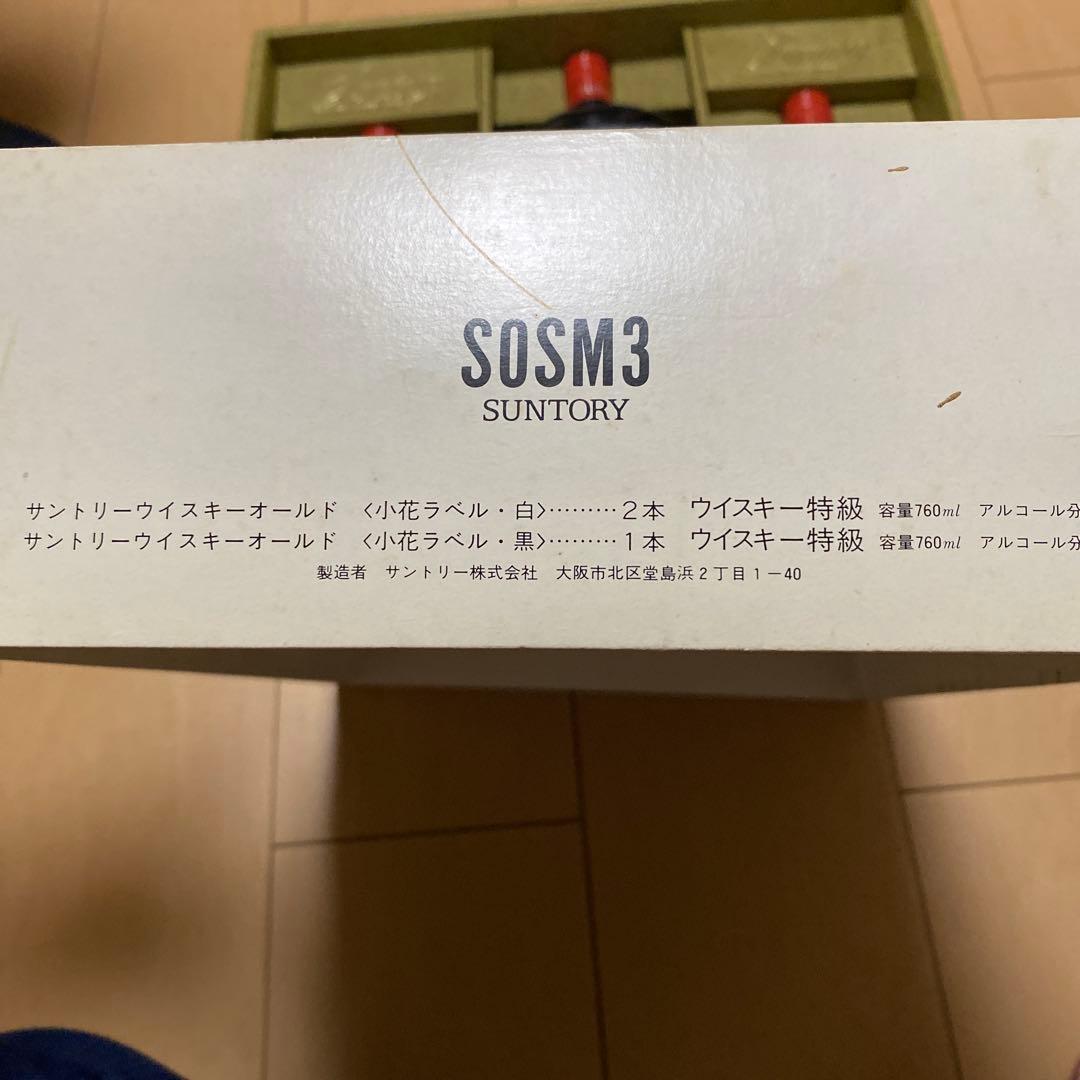 SOSM3
SUNTORY
サントリーウイスキーオールド 〈小花ラベル・白〉………2本 ウイスキー特級 容量760ml アルコール分
サントリーウイスキーオールド 〈小花ラベル・黒〉………1本 ウイスキー特級 容量760ml アルコール分
製造者 サントリー株式会社 大阪市北区堂島浜2丁目1−40